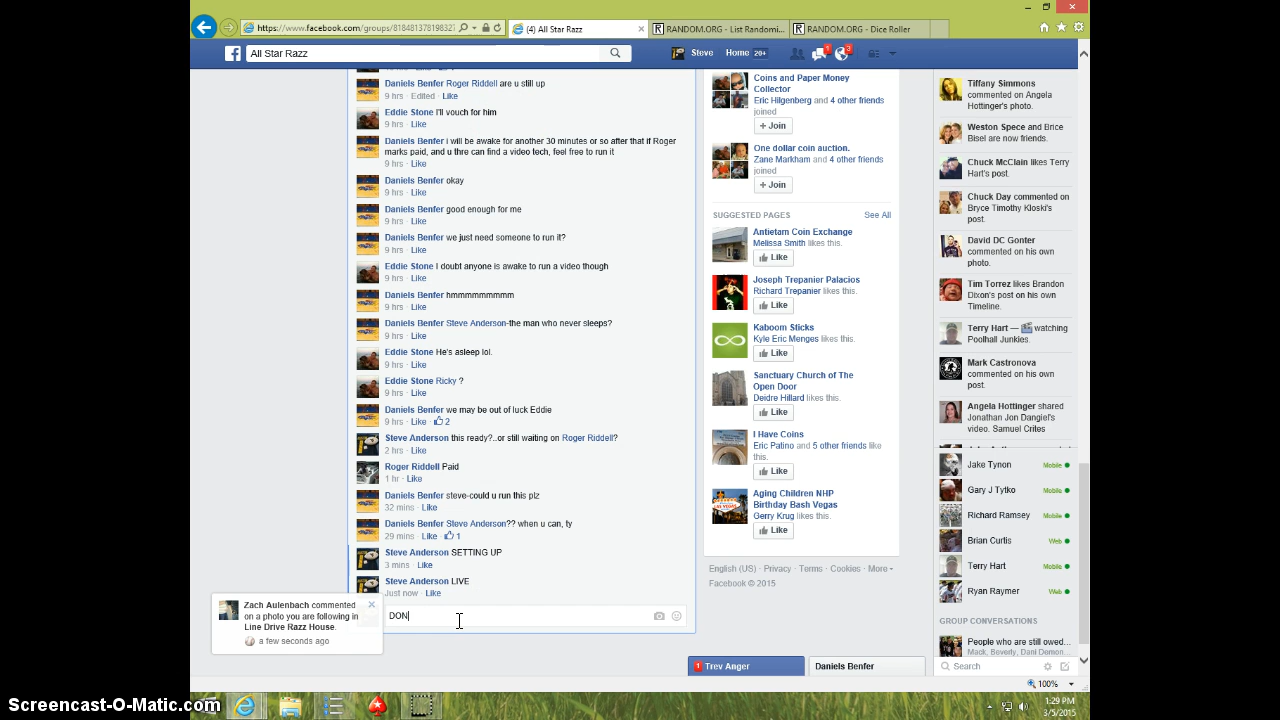 https://www.facebook.com/groups/818481378198327
(4) All Star Razz
RANDOM.ORG - List Randomi...
RANDOM.ORG - Dice Roller
All Star Razz
Steve
Home 20+
1
3
Daniels Benfer Roger Riddell are u still up
9 hrs · Edited · Like
Eddie Stone I'll vouch for him
9 hrs · Like
Daniels Benfer i will be awake for another 30 minutes or so after that if Roger
marks paid, and u thre can find a video tech, feel free to run it
9 hrs · Like
Daniels Benfer okay
9 hrs · Like
Daniels Benfer good enough for me
9 hrs · Like
Daniels Benfer we just need someone to run it?
9 hrs · Like
Eddie Stone I doubt anyone is awake to run a video though
9 hrs · Like
Daniels Benfer hmmmmmmmmm
9 hrs · Like
Daniels Benfer Steve Anderson-the man who never sleeps?
9 hrs · Like
Eddie Stone He's asleep lol.
9 hrs · Like
Eddie Stone Ricky ?
9 hrs · Like
Daniels Benfer we may be out of luck Eddie
9 hrs · Like · 2
Steve Anderson this ready?..or still waiting on Roger Riddell?
2 hrs · Like
Roger Riddell Paid
1 hr · Like
Daniels Benfer steve-could u run this plz
32 mins · Like
Daniels Benfer Steve Anderson?? when u can, ty
29 mins · Like · 1
Steve Anderson SETTING UP
3 mins · Like
Steve Anderson LIVE
Just now · Like
DON
Zach Aulenbach commented
on a photo you are following in
Line Drive Razz House.
a few seconds ago
Coins and Paper Money
Collector
Eric Hilgenberg and 4 other friends
joined
+ Join
One dollar coin auction.
Zane Markham and 4 other friends
joined
+ Join
SUGGESTED PAGES
See All
Antietam Coin Exchange
Melissa Smith likes this.
Like
Joseph Trepanier Palacios
Richard Trepanier likes this.
Like
Kaboom Sticks
Kyle Eric Menges likes this.
Like
Sanctuary Church of The
Open Door
Deidre Hillard likes this.
Like
I Have Coins
Eric Patino and 5 other friends like
this.
Like
Aging Children NHP
Birthday Bash Vegas
Gerry Krug likes this.
Like
English (US) · Privacy · Terms · Cookies · More
Facebook © 2015
Tiffany Simmons
commented on Angela
Hottinger's photo.
Weston Spece and Brice
Bisel are now friends.
Chuck McClain likes Terry
Hart's post.
Chuck Day commented on
Bryce Timothy Kloski's
post.
David DC Gonter
commented on his own
photo.
Tim Torrez likes Brandon
Dixon's post on his own
Timeline.
Terry Hart — watching
Poolhall Junkies.
Mark Castronova
commented on his own
post.
Angela Hottinger shared
Jonathan Jon Dangiel's
video. Samuel Crites
Jake Tynon Mobile
Gary J Tytko Mobile
Richard Ramsey Mobile
Brian Curtis Web
Terry Hart Mobile
Ryan Raymer Web
GROUP CONVERSATIONS
People who are still owed...
Mack, Beverly, Dani Demon...
Search
1 Trev Anger
Daniels Benfer
100%
1:29 PM
3/5/2015
Screencast-O-Matic.com